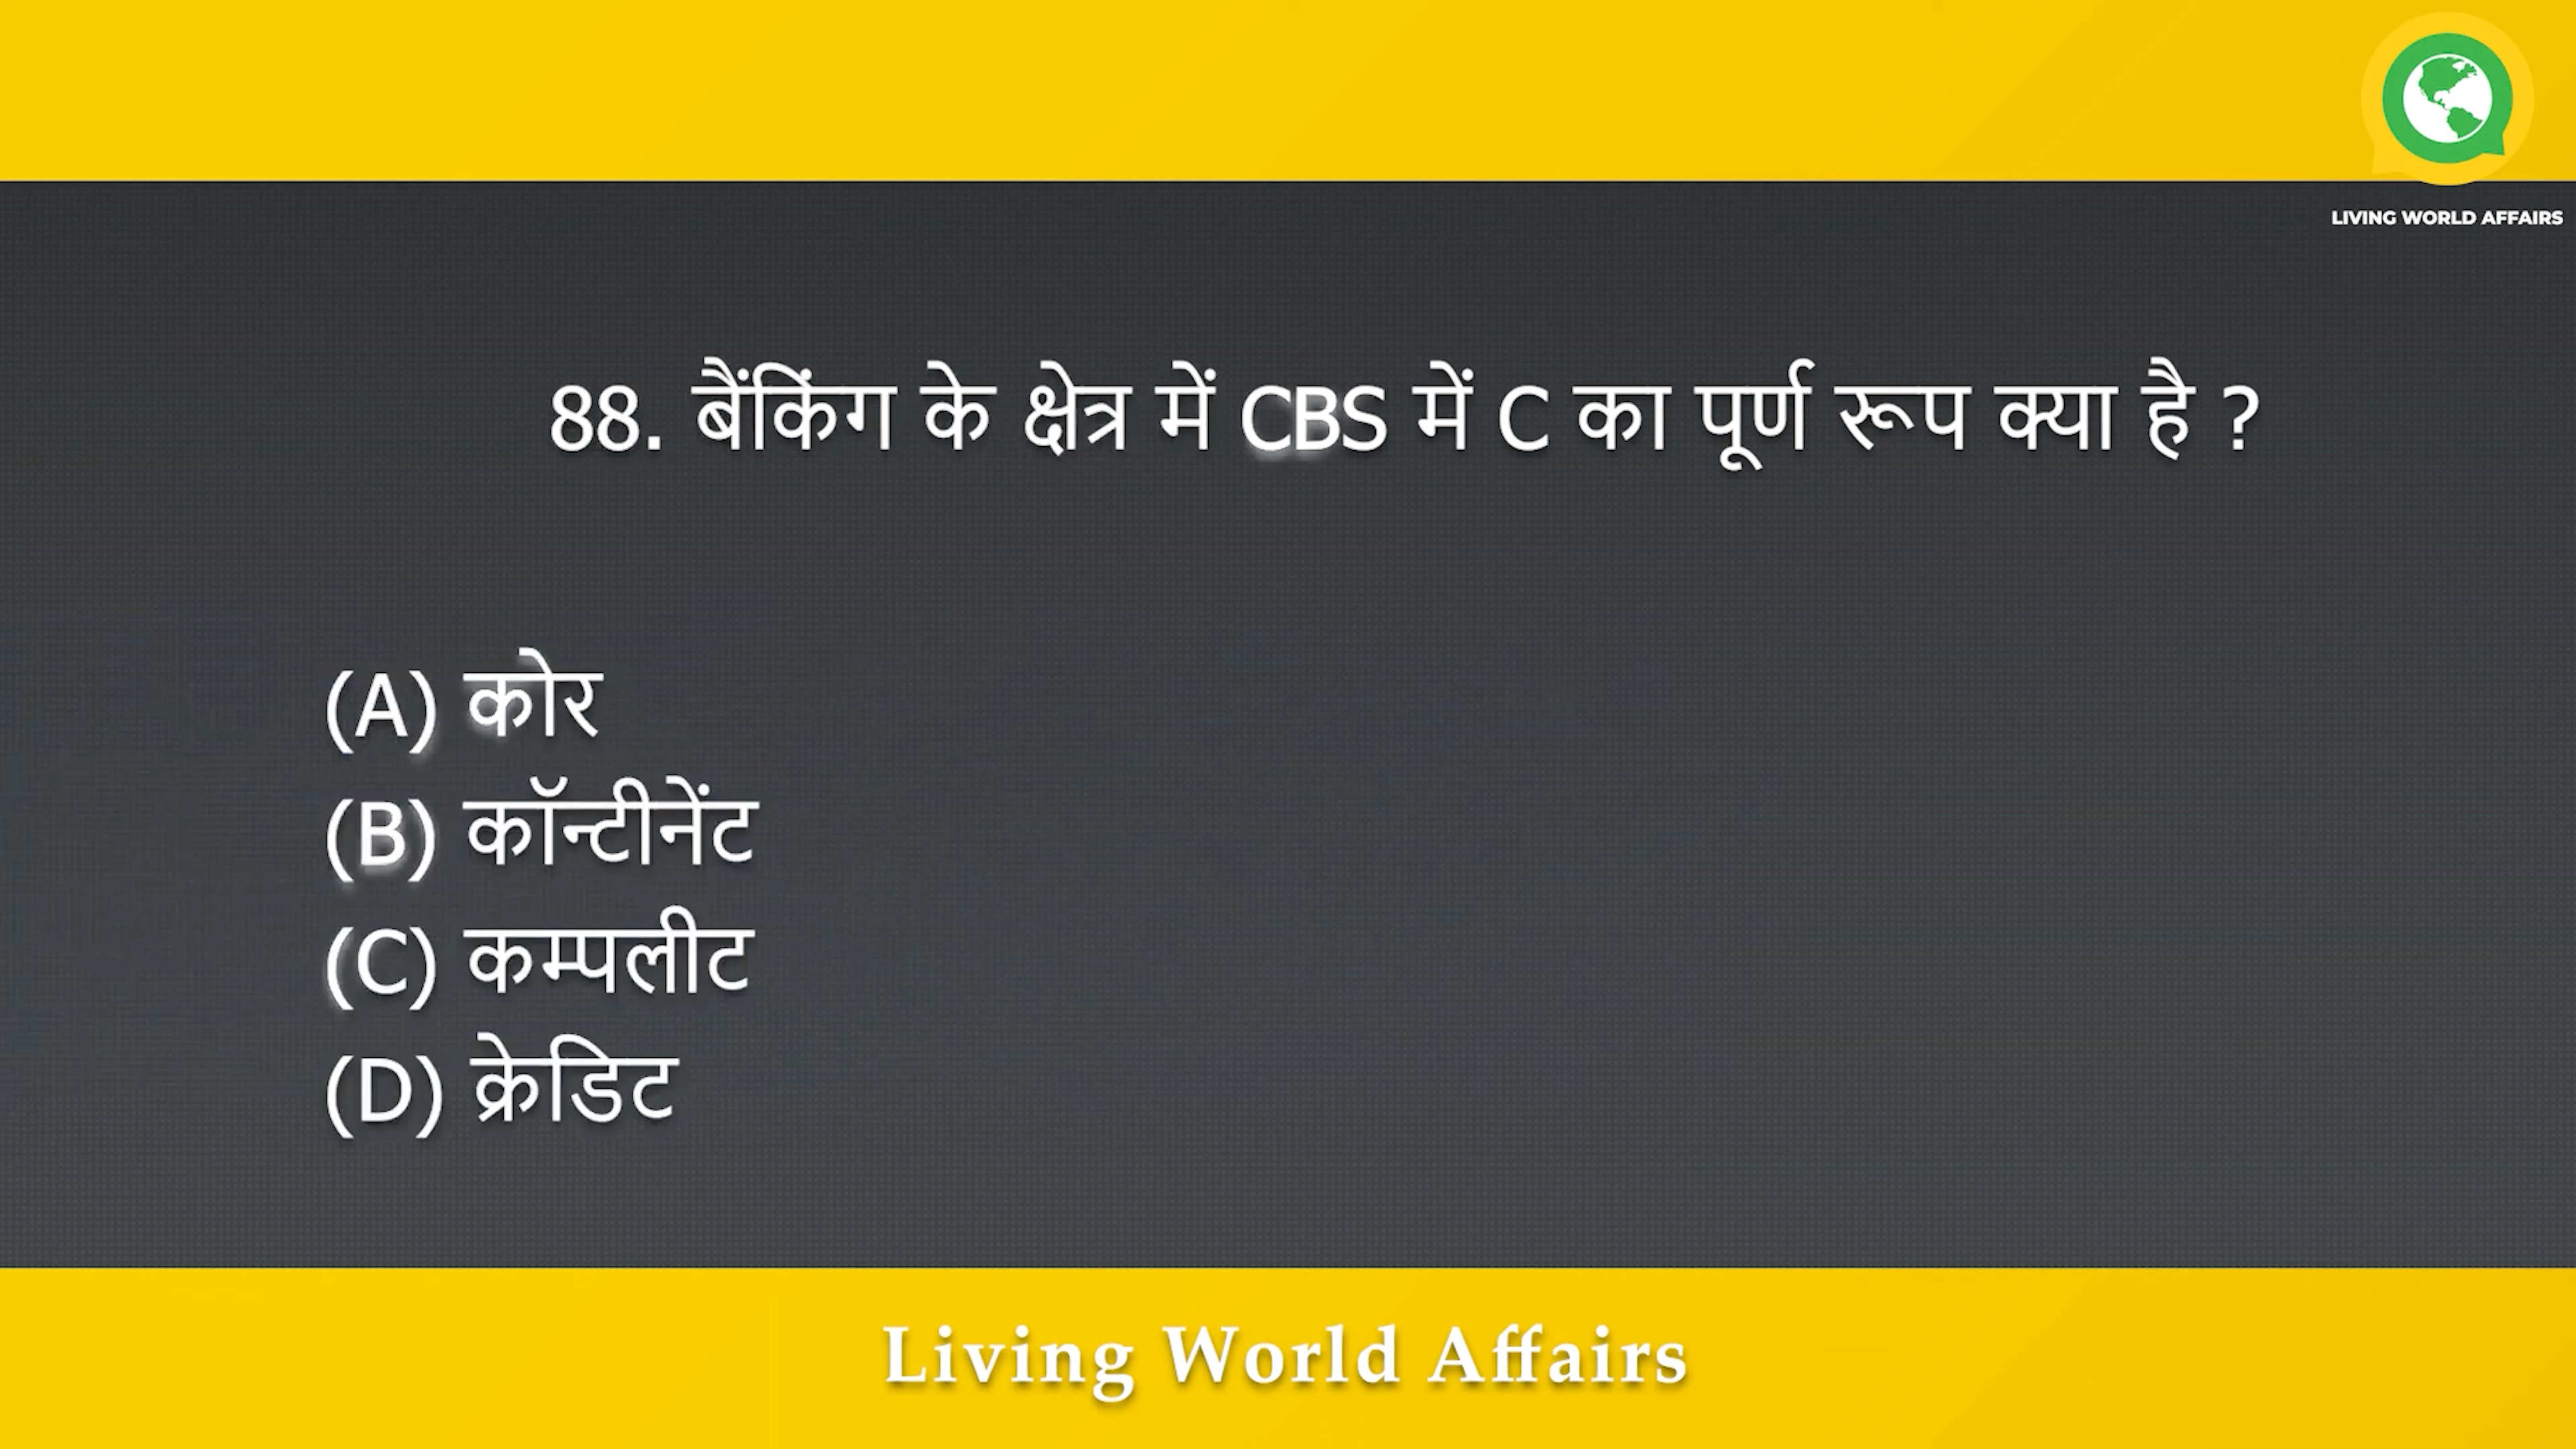 LIVING WORLD AFFAIRS
88. बैंकिंग के क्षेत्र में CBS में C का पूर्ण रूप क्या है ?
(A) कोर
(B) कॉन्टीनेंट
(C) कम्पलीट
(D) क्रेडिट
Living World Affairs